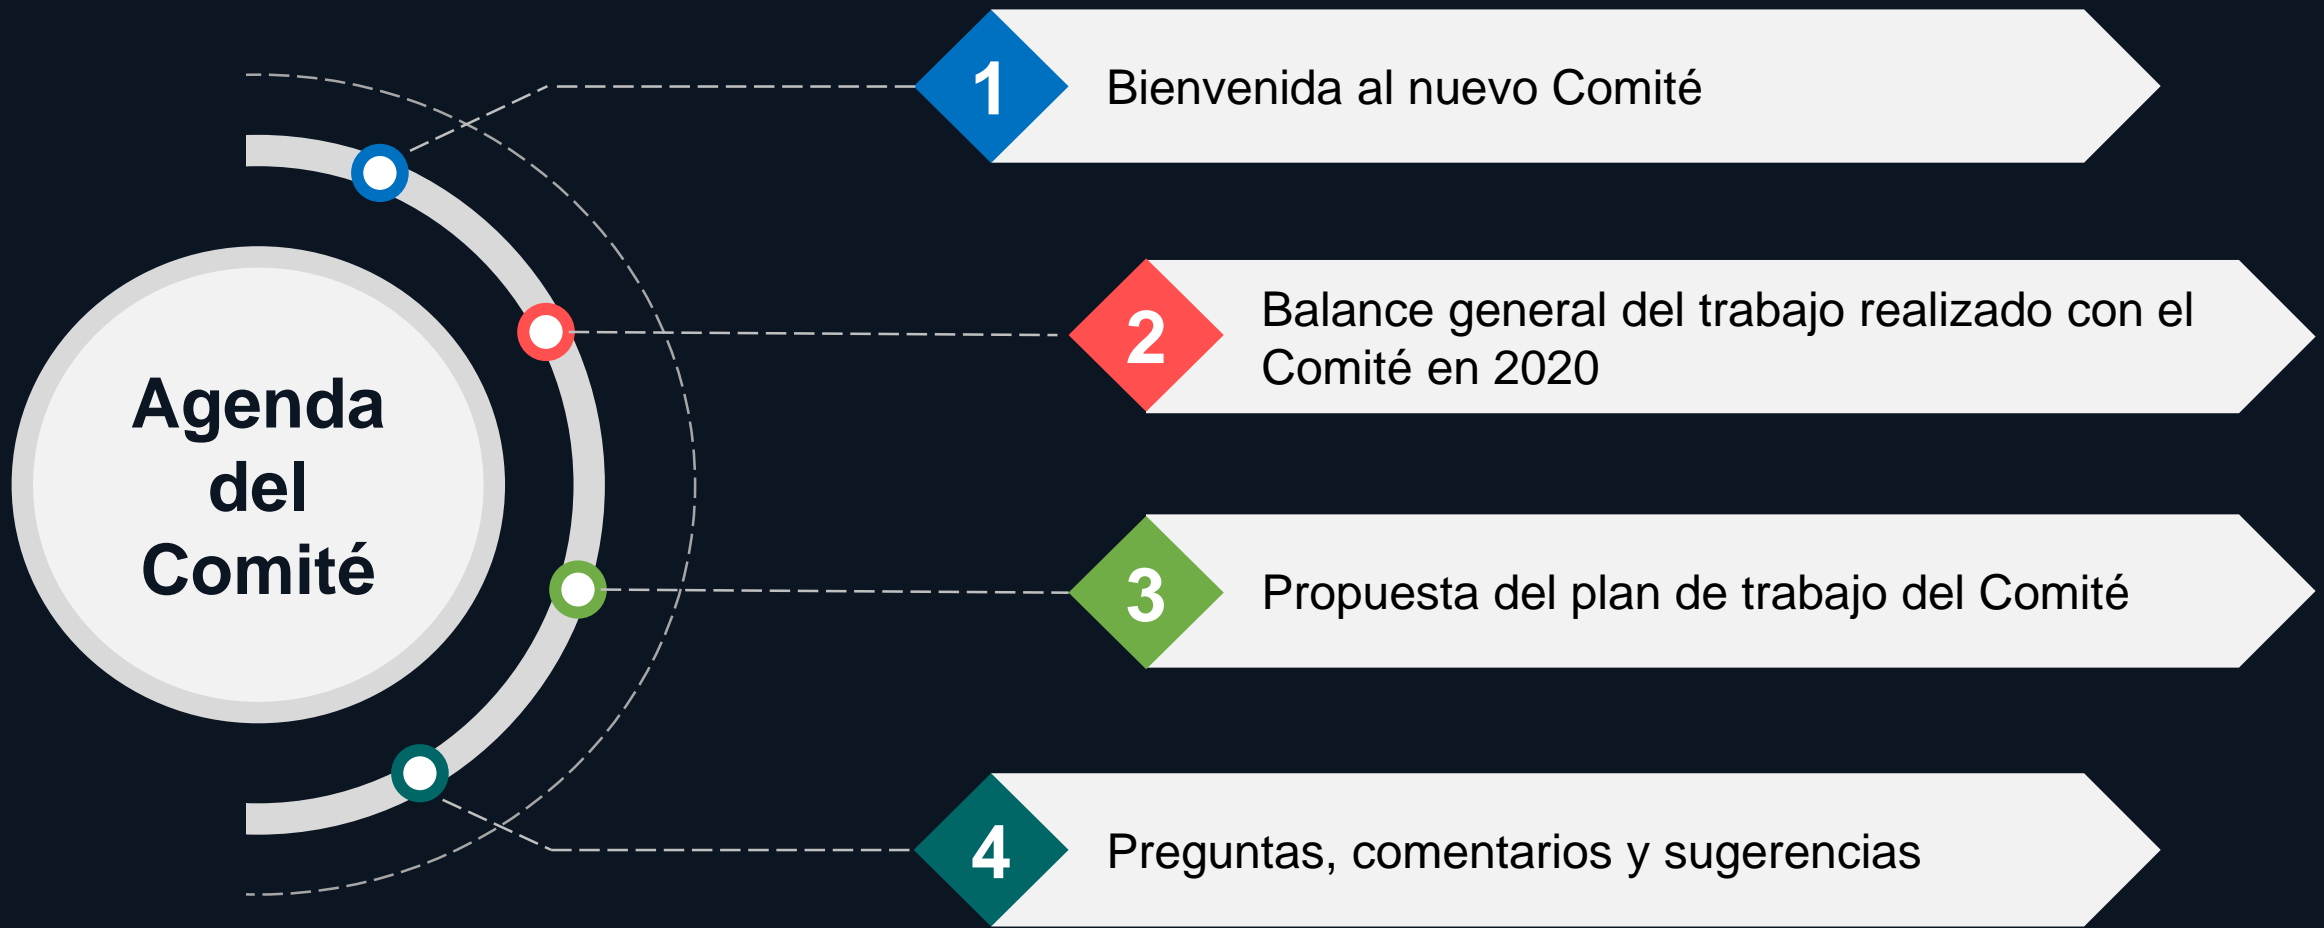 Agenda
del
Comité
1
Bienvenida al nuevo Comité
2
Balance general del trabajo realizado con el
Comité en 2020
3
Propuesta del plan de trabajo del Comité
4
Preguntas, comentarios y sugerencias